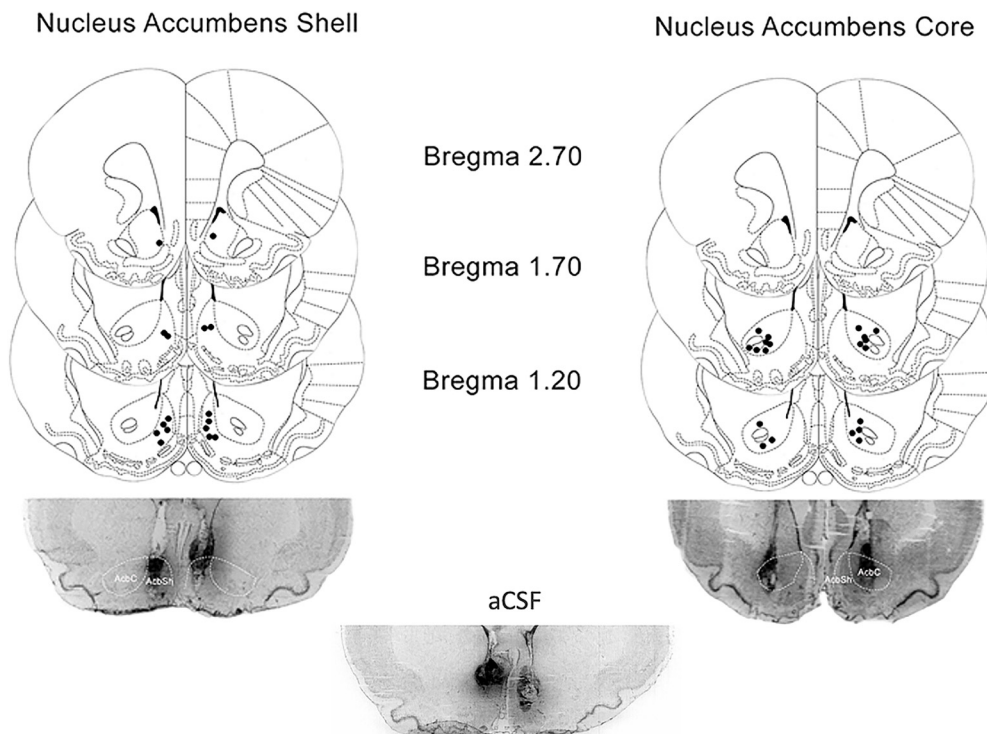 Nucleus Accumbens Shell
Nucleus Accumbens Core
Bregma 2.70
Bregma 1.70
Bregma 1.20
AcbC AcbSh
AcbSh AcbC
aCSF